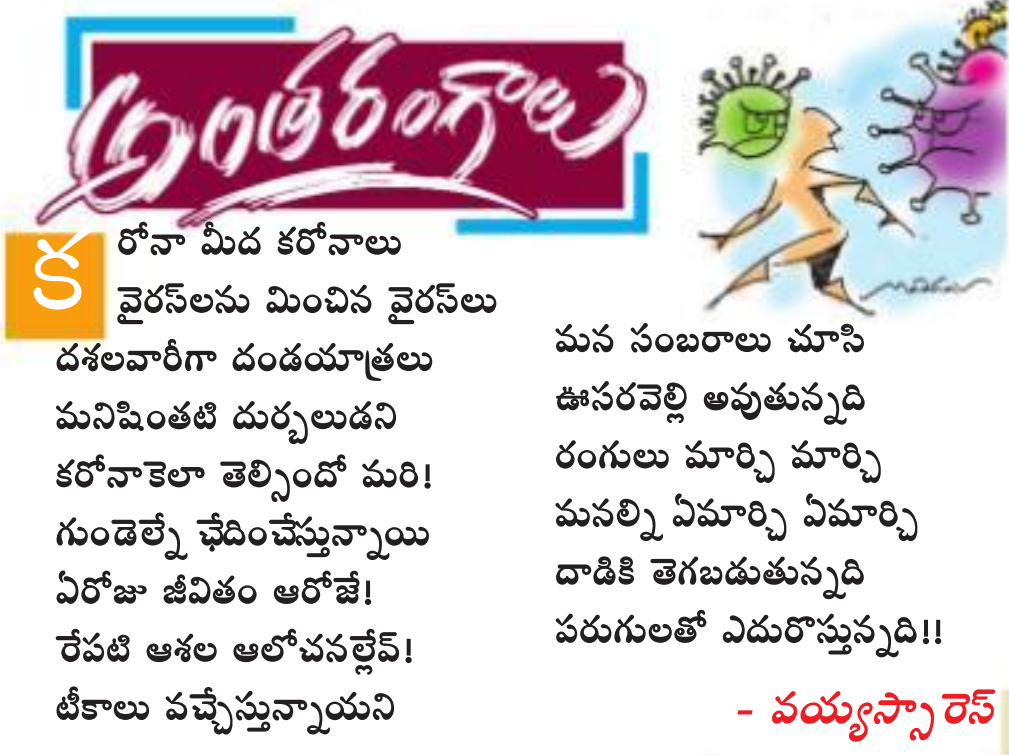 అంతరంగాలు
కరోనా మీద కరోనాలు
వైరస్‌లను మించిన వైరస్‌లు
దశలవారీగా దండయాత్రలు
మనిషింతటి దుర్బలుడని
కరోనాకెలా తెల్సిందో మరి!
గుండెల్నే ఛేదించేస్తున్నాయి
ఏరోజు జీవితం ఆరోజే!
రేపటి ఆశల ఆలోచనల్లేవ్!
టీకాలు వచ్చేస్తున్నాయని
మన సంబరాలు చూసి
ఊసరవెల్లి అవుతున్నది
రంగులు మార్చి మార్చి
మనల్ని ఏమార్చి ఏమార్చి
దాడికి తెగబడుతున్నది
పరుగులతో ఎదురొస్తున్నది!!
- వయ్యస్సారెస్